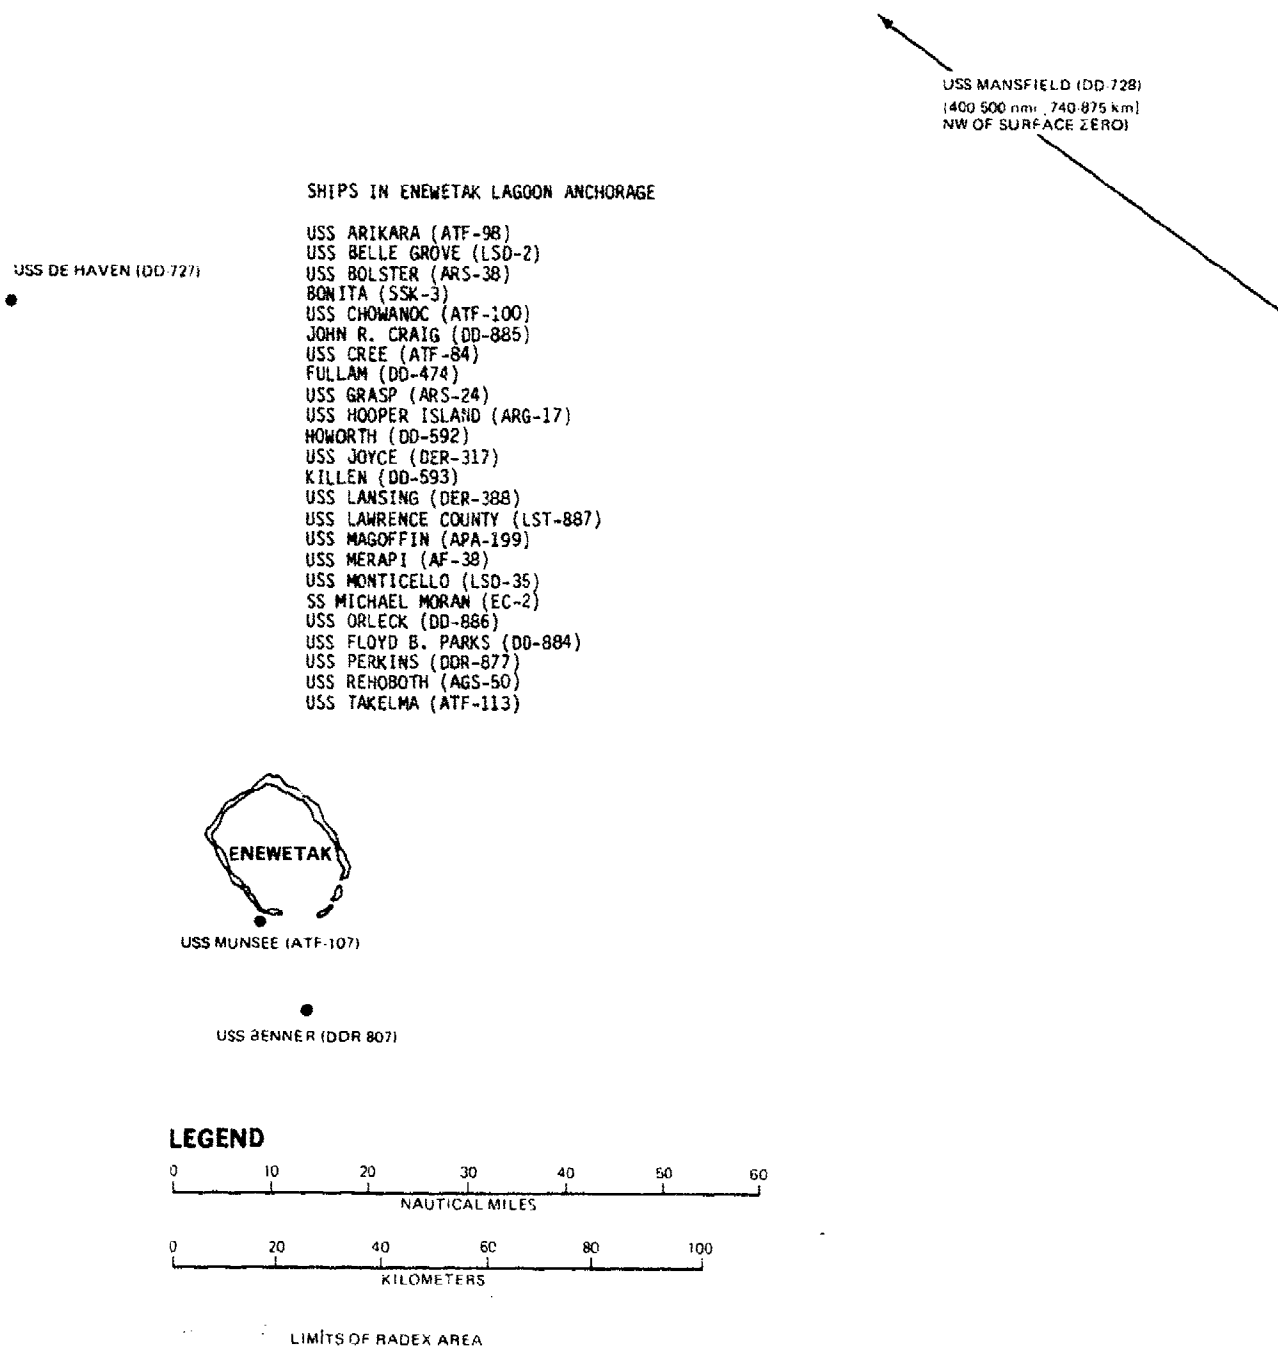 USS MANSFIELD (DD-728)
(400 500 nmi , 740-875 km)
NW OF SURFACE ZERO)
SHIPS IN ENEWETAK LAGOON ANCHORAGE
USS ARIKARA (ATF-98)
USS BELLE GROVE (LSD-2)
USS BOLSTER (ARS-38)
BONITA (SSK-3)
USS CHOWANOC (ATF-100)
JOHN R. CRAIG (DD-885)
USS CREE (ATF-84)
FULLAM (DD-474)
USS GRASP (ARS-24)
USS HOOPER ISLAND (ARG-17)
HOWORTH (DD-592)
USS JOYCE (DER-317)
KILLEN (DD-593)
USS LANSING (DER-388)
USS LAWRENCE COUNTY (LST-887)
USS MAGOFFIN (APA-199)
USS MERAPI (AF-38)
USS MONTICELLO (LSD-35)
SS MICHAEL MORAN (EC-2)
USS ORLECK (DD-886)
USS FLOYD B. PARKS (DD-884)
USS PERKINS (DDR-877)
USS REHOBOTH (AGS-50)
USS TAKELMA (ATF-113)
USS DE HAVEN (DD-727)
ENEWETAK
USS MUNSEE (ATF-107)
USS BENNER (DDR 807)
LEGEND
0 10 20 30 40 50 60
NAUTICAL MILES
0 20 40 60 80 100
KILOMETERS
LIMITS OF RADEX AREA